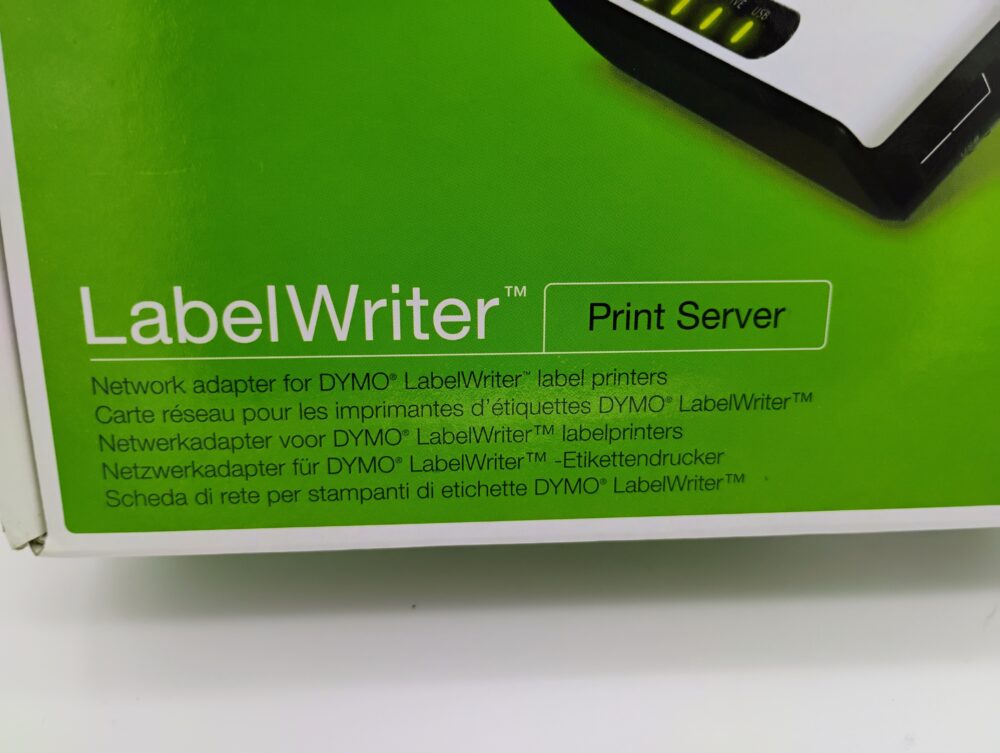 USB
LabelWriter™
Print Server
Network adapter for DYMO® LabelWriter™ label printers
Carte réseau pour les imprimantes d'étiquettes DYMO® LabelWriter™
Netwerkadapter voor DYMO® LabelWriter™ labelprinters
Netzwerkadapter für DYMO® LabelWriter™ -Etikettendrucker
Scheda di rete per stampanti di etichette DYMO® LabelWriter™